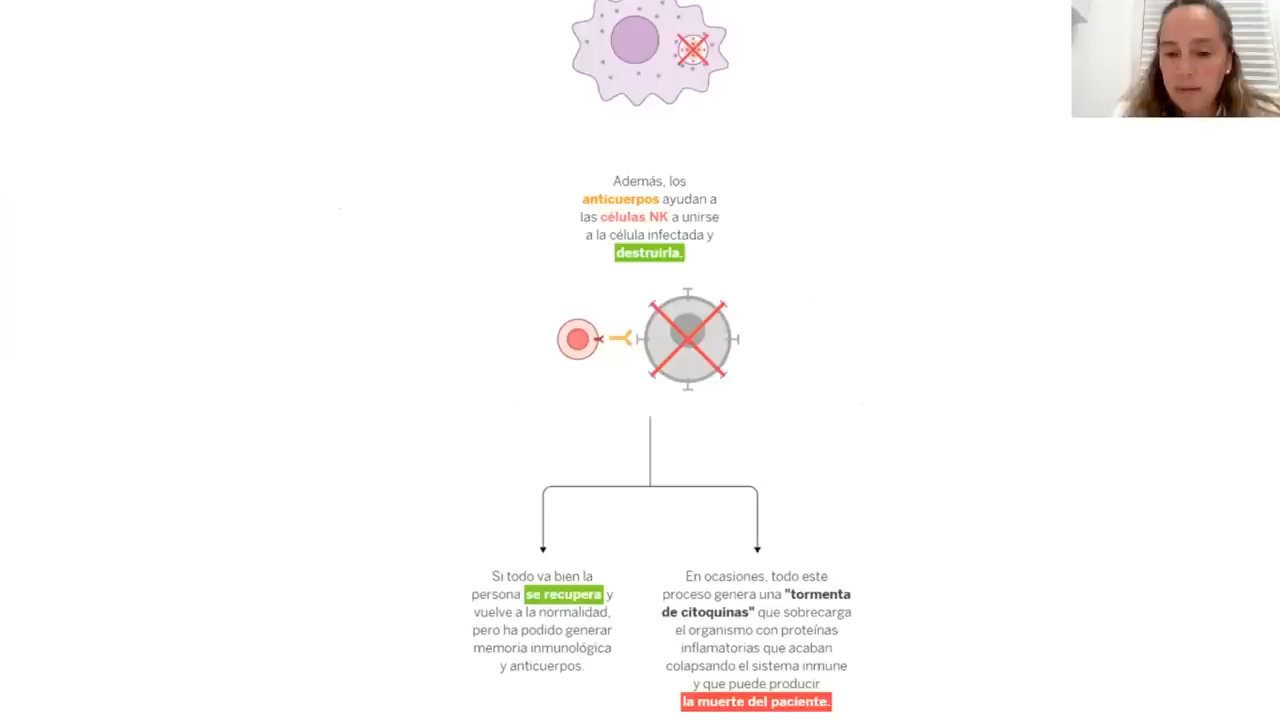 Además, los
anticuerpos ayudan a
las células NK a unirse
a la célula infectada y
destruirla.
Si todo va bien la
persona se recupera y
vuelve a la normalidad,
pero ha podido generar
memoria inmunológica
y anticuerpos.
En ocasiones, todo este
proceso genera una "tormenta
de citoquinas" que sobrecarga
el organismo con proteínas
inflamatorias que acaban
colapsando el sistema inmune
y que puede producir
la muerte del paciente.